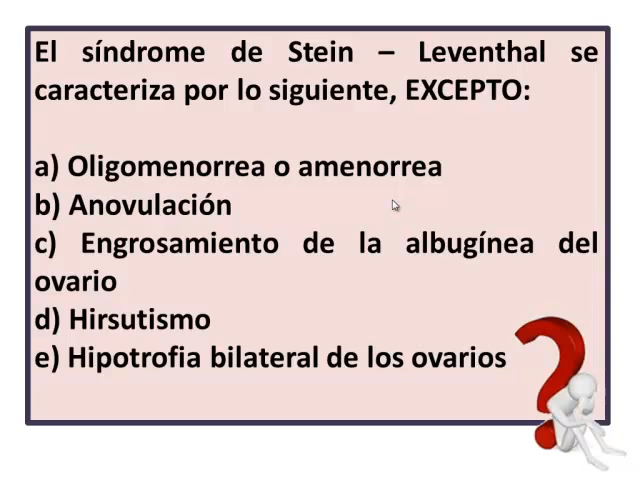 El síndrome de Stein – Leventhal se
caracteriza por lo siguiente, EXCEPTO:
a) Oligomenorrea o amenorrea
b) Anovulación
c) Engrosamiento de la albugínea del
ovario
d) Hirsutismo
e) Hipotrofia bilateral de los ovarios